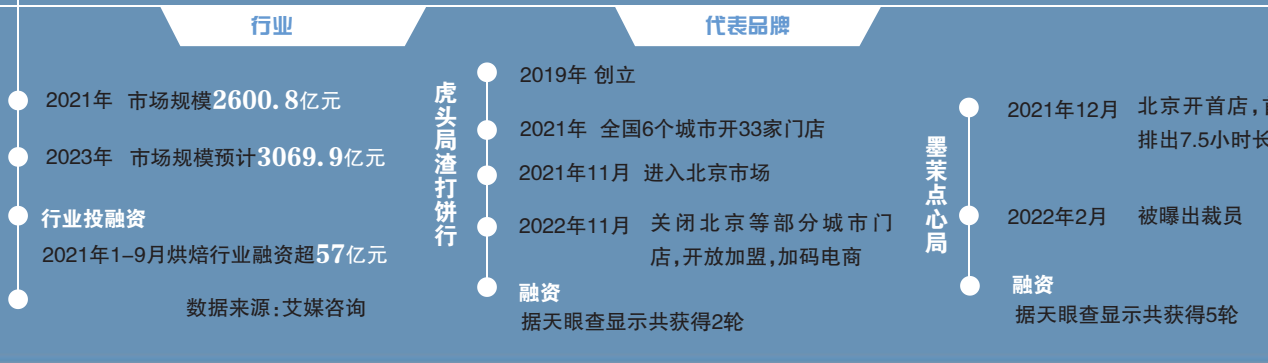 行业
2021年 市场规模2600.8亿元
2023年 市场规模预计3069.9亿元
行业投融资
2021年1-9月烘焙行业融资超57亿元
数据来源:艾媒咨询
代表品牌
虎头局渣打饼行
2019年 创立
2021年 全国6个城市开33家门店
2021年11月 进入北京市场
2022年11月 关闭北京等部分城市门
店,开放加盟,加码电商
融资
据天眼查显示共获得2轮
墨茉点心局
2021年12月 北京开首店,
排出7.5小时长
2022年2月 被曝出裁员
融资
据天眼查显示共获得5轮